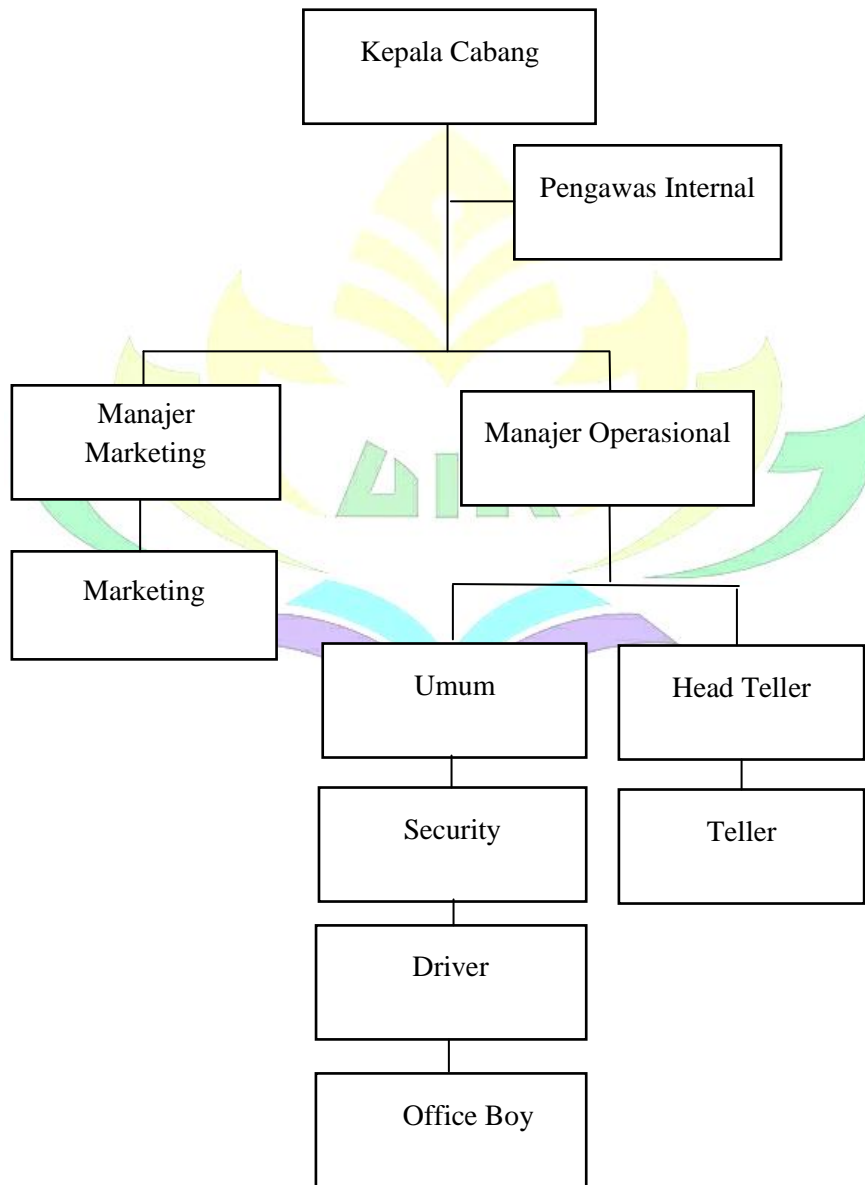 Kepala Cabang
Pengawas Internal
Manajer
Marketing
Manajer Operasional
Marketing
Umum
Head Teller
Security
Teller
Driver
Office Boy